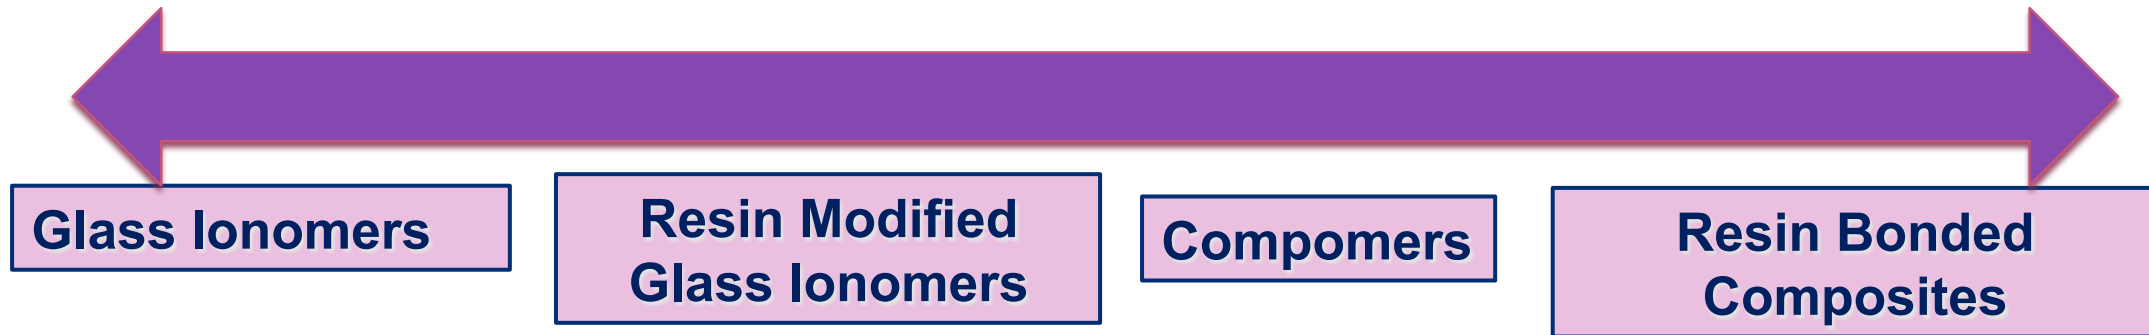 Glass Ionomers
Resin Modified
Glass Ionomers
Compomers
Resin Bonded
Composites